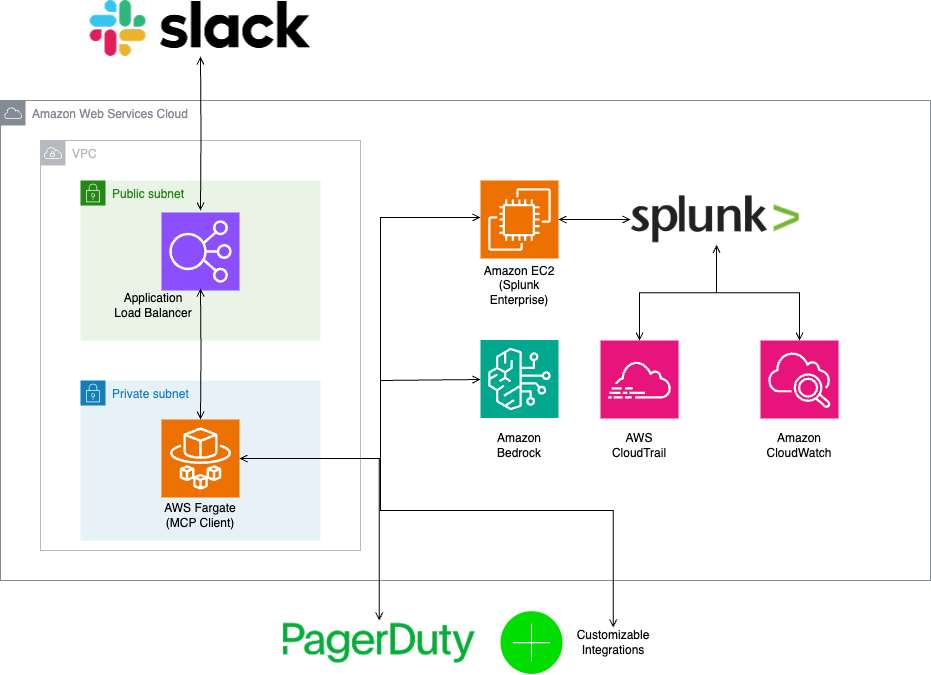 slack
Amazon Web Services Cloud
VPC
Public subnet
Application
Load Balancer
Private subnet
AWS Fargate
(MCP Client)
Amazon EC2
(Splunk
Enterprise)
splunk>
Amazon
Bedrock
AWS
CloudTrail
Amazon
CloudWatch
PagerDuty
Customizable
Integrations